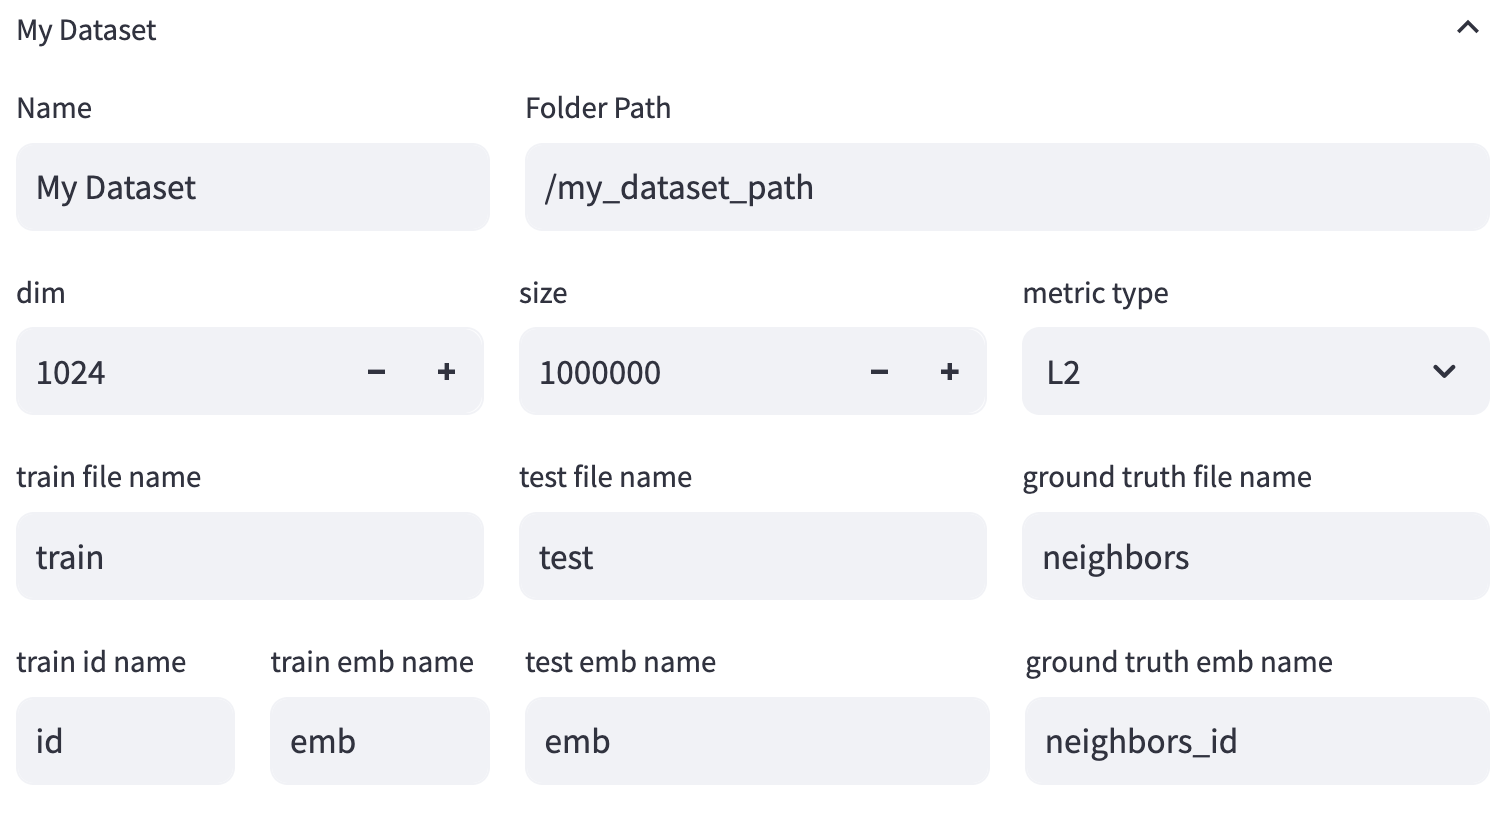 My Dataset
Name
Folder Path
My Dataset
/my_dataset_path
dim
size
metric type
1024 − +
1000000 − +
L2
train file name
test file name
ground truth file name
train
test
neighbors
train id name
train emb name
test emb name
ground truth emb name
id
emb
emb
neighbors_id